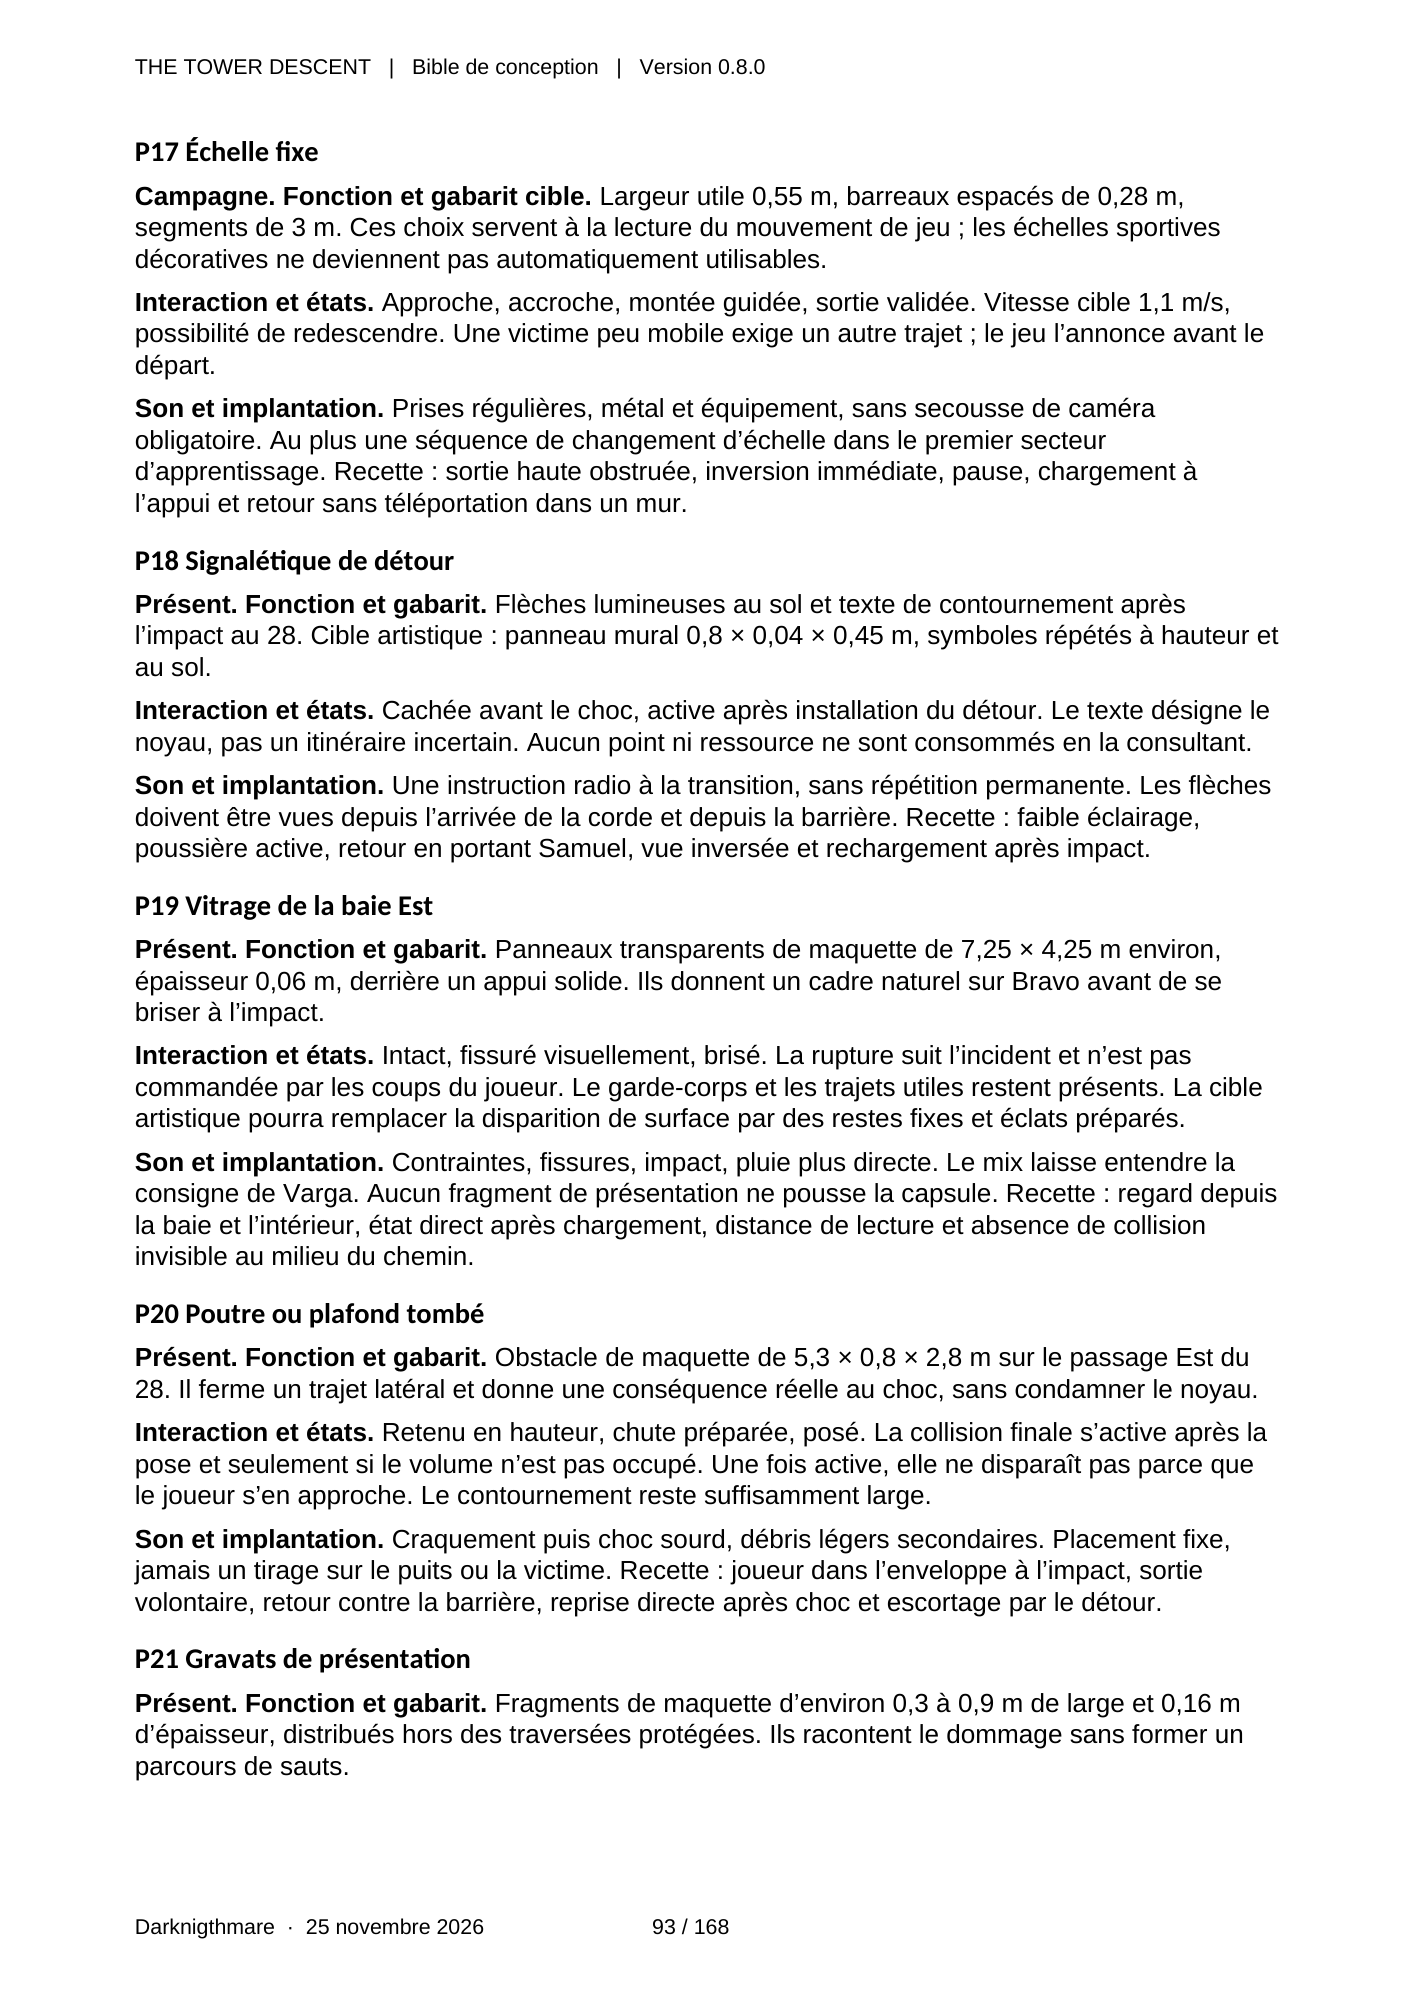 THE TOWER DESCENT | Bible de conception | Version 0.8.0
P17 Échelle fixe
Campagne. Fonction et gabarit cible. Largeur utile 0,55 m, barreaux espacés de 0,28 m,
segments de 3 m. Ces choix servent à la lecture du mouvement de jeu ; les échelles sportives
décoratives ne deviennent pas automatiquement utilisables.
Interaction et états. Approche, accroche, montée guidée, sortie validée. Vitesse cible 1,1 m/s,
possibilité de redescendre. Une victime peu mobile exige un autre trajet ; le jeu l’annonce avant le
départ.
Son et implantation. Prises régulières, métal et équipement, sans secousse de caméra
obligatoire. Au plus une séquence de changement d’échelle dans le premier secteur
d’apprentissage. Recette : sortie haute obstruée, inversion immédiate, pause, chargement à
l’appui et retour sans téléportation dans un mur.
P18 Signalétique de détour
Présent. Fonction et gabarit. Flèches lumineuses au sol et texte de contournement après
l’impact au 28. Cible artistique : panneau mural 0,8 × 0,04 × 0,45 m, symboles répétés à hauteur et
au sol.
Interaction et états. Cachée avant le choc, active après installation du détour. Le texte désigne le
noyau, pas un itinéraire incertain. Aucun point ni ressource ne sont consommés en la consultant.
Son et implantation. Une instruction radio à la transition, sans répétition permanente. Les flèches
doivent être vues depuis l’arrivée de la corde et depuis la barrière. Recette : faible éclairage,
poussière active, retour en portant Samuel, vue inversée et rechargement après impact.
P19 Vitrage de la baie Est
Présent. Fonction et gabarit. Panneaux transparents de maquette de 7,25 × 4,25 m environ,
épaisseur 0,06 m, derrière un appui solide. Ils donnent un cadre naturel sur Bravo avant de se
briser à l’impact.
Interaction et états. Intact, fissuré visuellement, brisé. La rupture suit l’incident et n’est pas
commandée par les coups du joueur. Le garde-corps et les trajets utiles restent présents. La cible
artistique pourra remplacer la disparition de surface par des restes fixes et éclats préparés.
Son et implantation. Contraintes, fissures, impact, pluie plus directe. Le mix laisse entendre la
consigne de Varga. Aucun fragment de présentation ne pousse la capsule. Recette : regard depuis
la baie et l’intérieur, état direct après chargement, distance de lecture et absence de collision
invisible au milieu du chemin.
P20 Poutre ou plafond tombé
Présent. Fonction et gabarit. Obstacle de maquette de 5,3 × 0,8 × 2,8 m sur le passage Est du
28. Il ferme un trajet latéral et donne une conséquence réelle au choc, sans condamner le noyau.
Interaction et états. Retenu en hauteur, chute préparée, posé. La collision finale s’active après la
pose et seulement si le volume n’est pas occupé. Une fois active, elle ne disparaît pas parce que
le joueur s’en approche. Le contournement reste suffisamment large.
Son et implantation. Craquement puis choc sourd, débris légers secondaires. Placement fixe,
jamais un tirage sur le puits ou la victime. Recette : joueur dans l’enveloppe à l’impact, sortie
volontaire, retour contre la barrière, reprise directe après choc et escortage par le détour.
P21 Gravats de présentation
Présent. Fonction et gabarit. Fragments de maquette d’environ 0,3 à 0,9 m de large et 0,16 m
d’épaisseur, distribués hors des traversées protégées. Ils racontent le dommage sans former un
parcours de sauts.
Darknigthmare · 25 novembre 2026 93 / 168